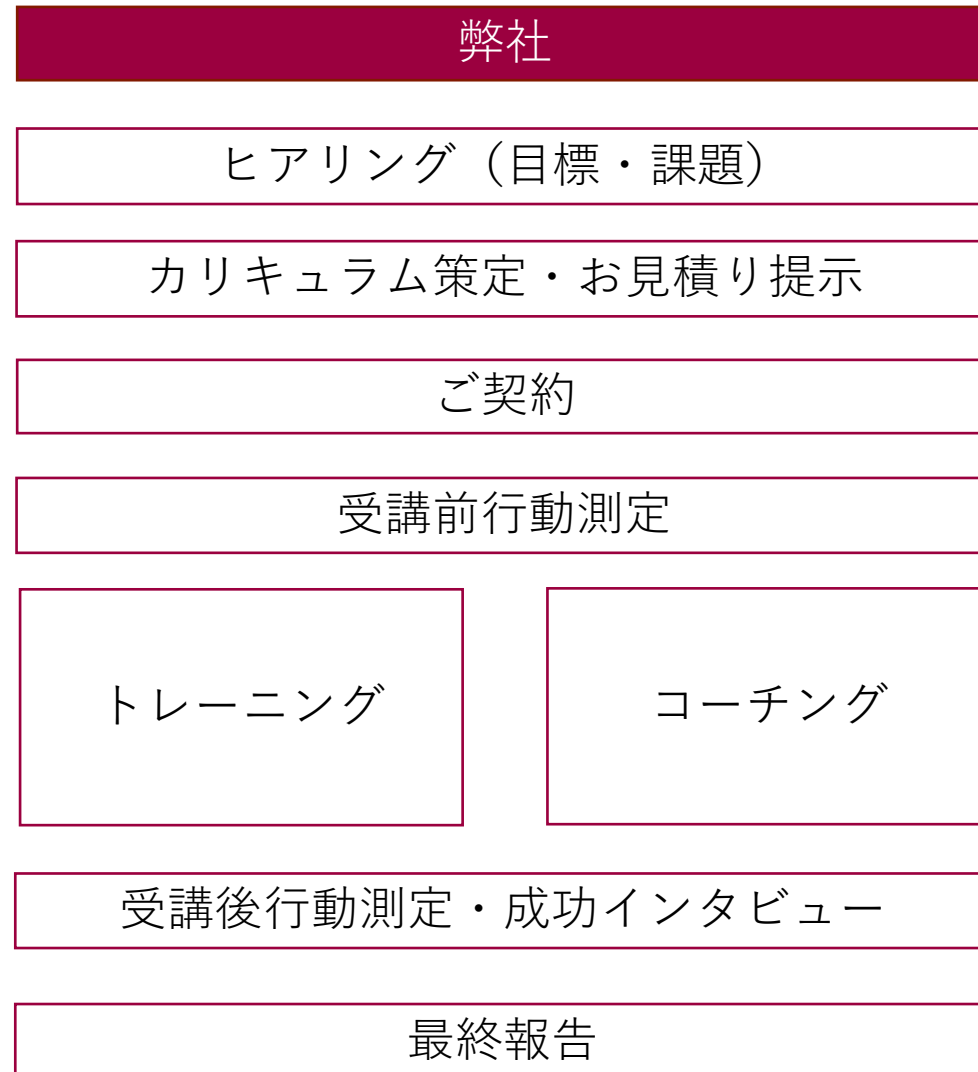 弊社
ヒアリング（目標・課題）
カリキュラム策定・お見積り提示
ご契約
受講前行動測定
トレーニング
コーチング
受講後行動測定・成功インタビュー
最終報告